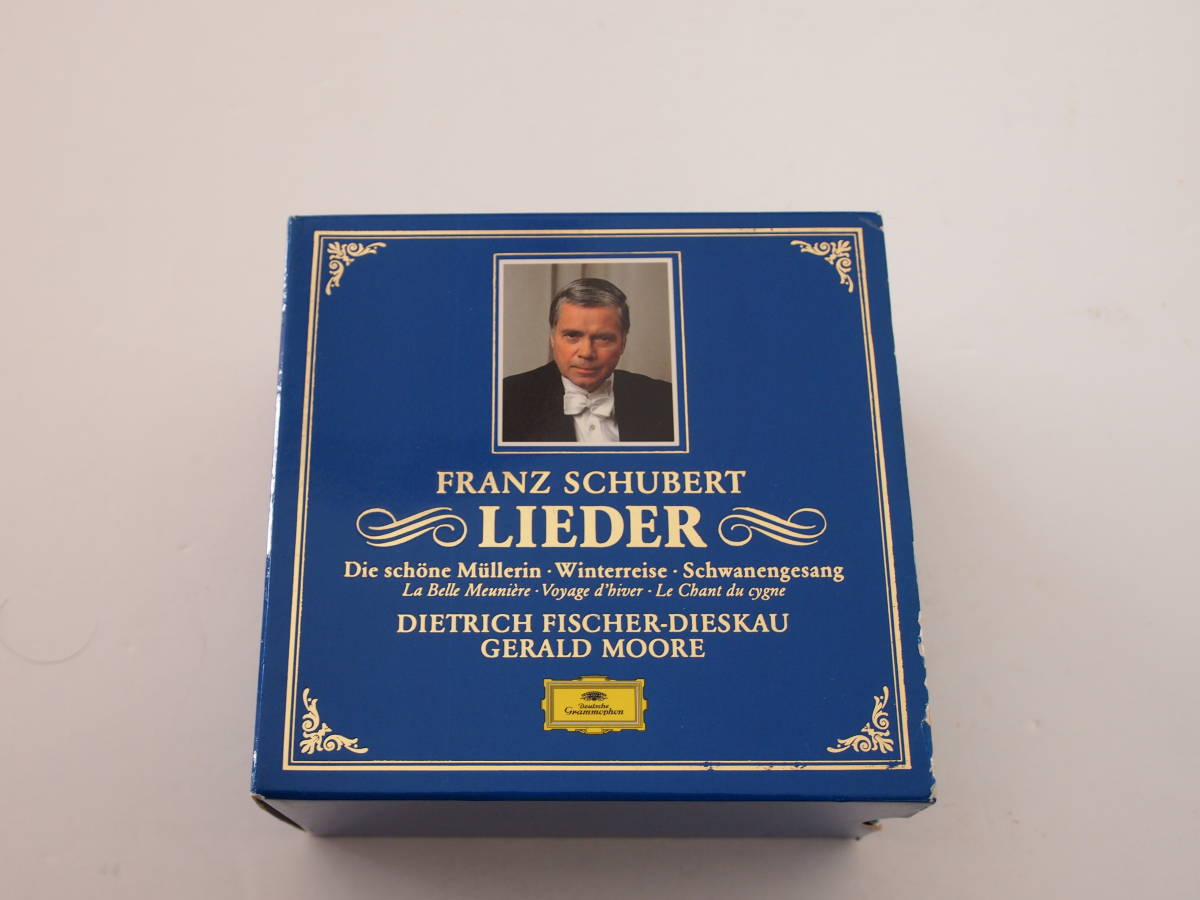 FRANZ SCHUBERT
LIEDER
Die schöne Müllerin · Winterreise · Schwanengesang
La Belle Meunière · Voyage d'hiver · Le Chant du cygne
DIETRICH FISCHER-DIESKAU
GERALD MOORE
Deutsche
Grammophon